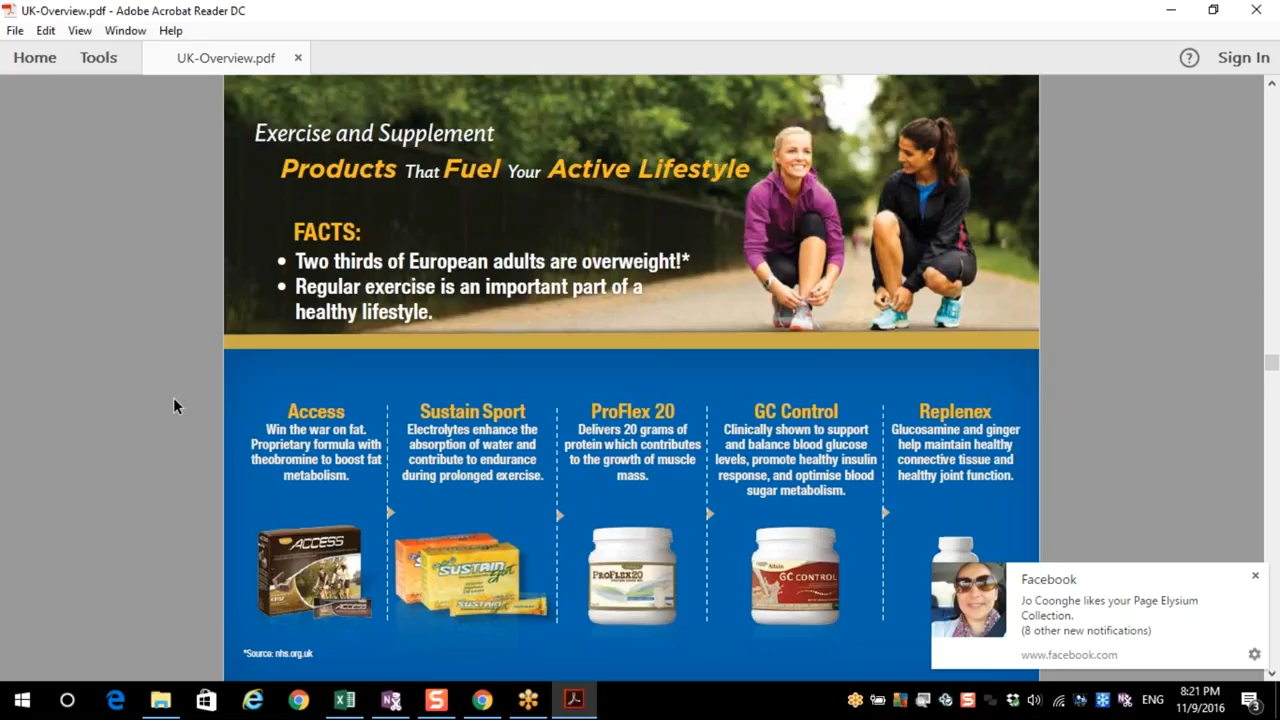 UK-Overview.pdf - Adobe Acrobat Reader DC
File Edit View Window Help
Home Tools UK-Overview.pdf × ? Sign In
Exercise and Supplement
Products That Fuel Your Active Lifestyle
FACTS:
• Two thirds of European adults are overweight!*
• Regular exercise is an important part of a
healthy lifestyle.
Access
Win the war on fat.
Proprietary formula with
theobromine to boost fat
metabolism.
ACCESS
ACCESS
Sustain Sport
Electrolytes enhance the
absorption of water and
contribute to endurance
during prolonged exercise.
SUSTAIN
Sport
ProFlex 20
Delivers 20 grams of
protein which contributes
to the growth of muscle
mass.
PROFLEX20
GC Control
Clinically shown to support
and balance blood glucose
levels, promote healthy insulin
response, and optimise blood
sugar metabolism.
Attain
GC CONTROL
Replenex
Glucosamine and ginger
help maintain healthy
connective tissue and
healthy joint function.
*Source: nhs.org.uk
Facebook
Jo Coonghe likes your Page Elysium
Collection.
(8 other new notifications)
www.facebook.com
ENG
8:21 PM
11/9/2016
3